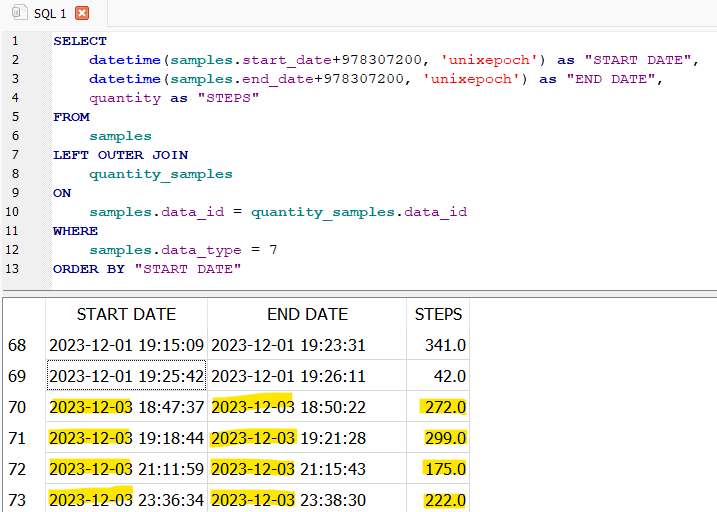 SQL 1
1 SELECT
2 datetime(samples.start_date+978307200, 'unixepoch') as "START DATE",
3 datetime(samples.end_date+978307200, 'unixepoch') as "END DATE",
4 quantity as "STEPS"
5 FROM
6 samples
7 LEFT OUTER JOIN
8 quantity_samples
9 ON
10 samples.data_id = quantity_samples.data_id
11 WHERE
12 samples.data_type = 7
13 ORDER BY "START DATE"
START DATE END DATE STEPS
68 2023-12-01 19:15:09 2023-12-01 19:23:31 341.0
69 2023-12-01 19:25:42 2023-12-01 19:26:11 42.0
70 2023-12-03 18:47:37 2023-12-03 18:50:22 272.0
71 2023-12-03 19:18:44 2023-12-03 19:21:28 299.0
72 2023-12-03 21:11:59 2023-12-03 21:15:43 175.0
73 2023-12-03 23:36:34 2023-12-03 23:38:30 222.0